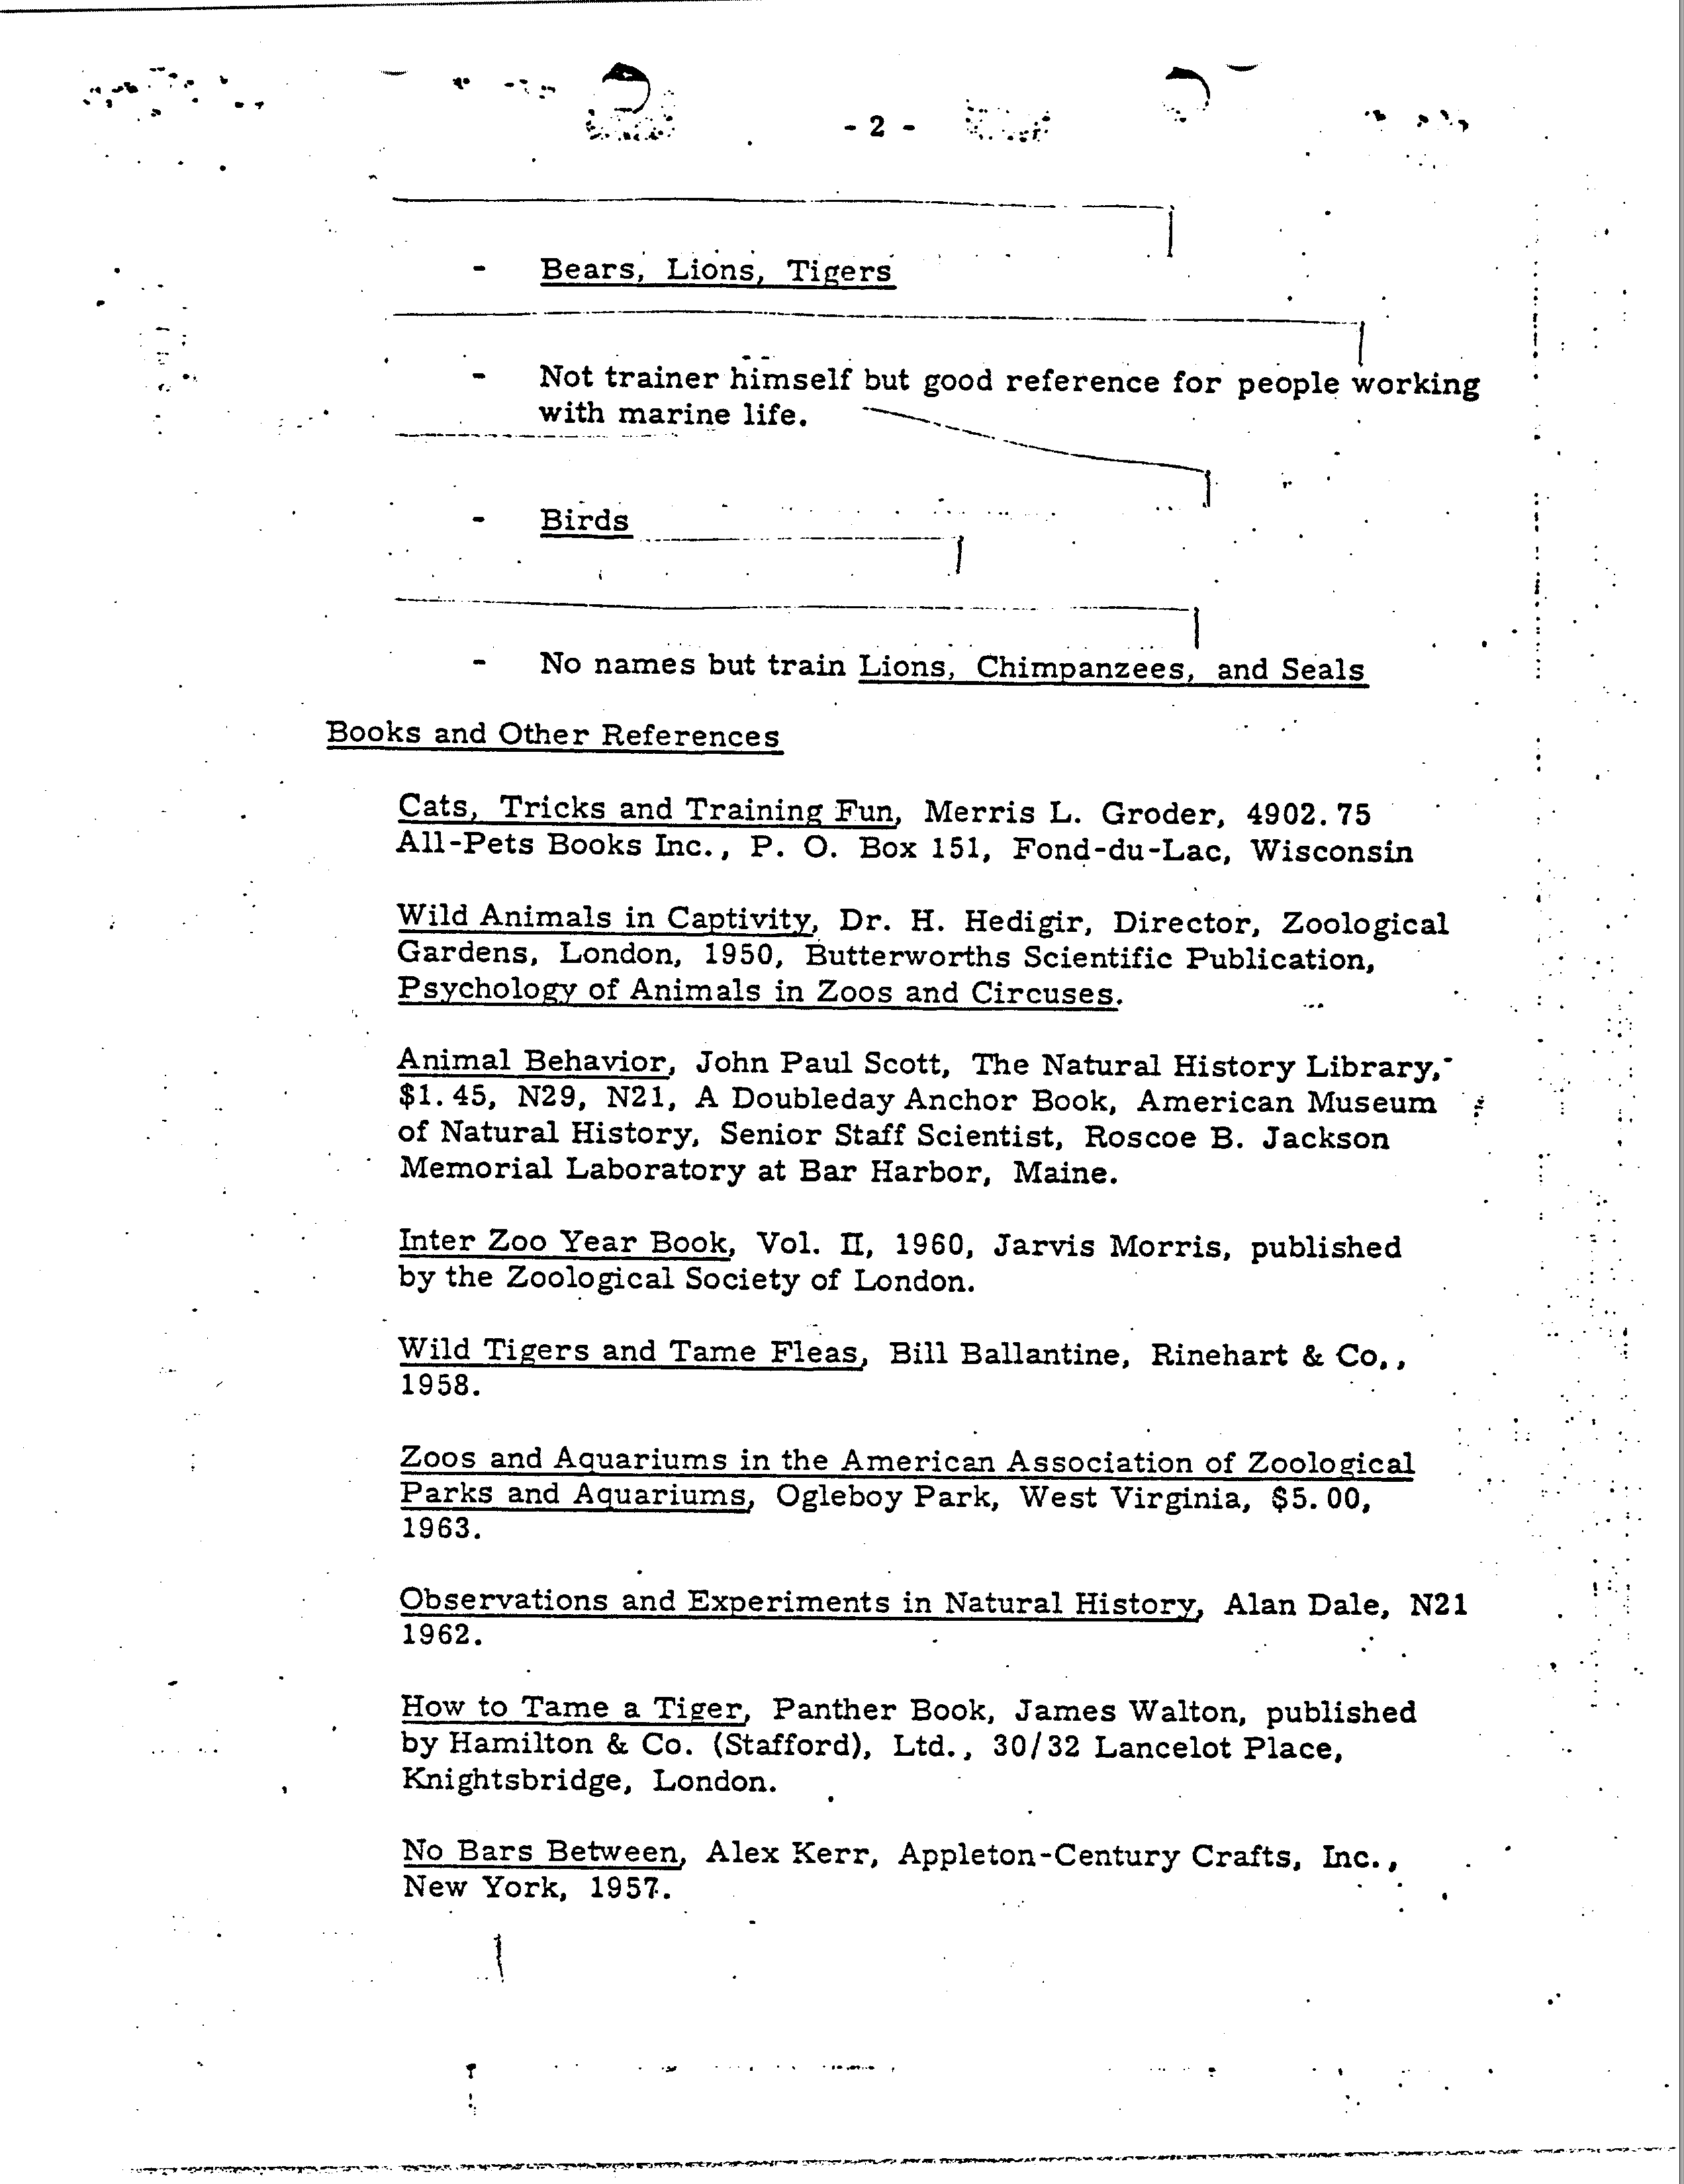 - 2 -
- Bears, Lions, Tigers
- Not trainer himself but good reference for people working
with marine life.
- Birds
- No names but train Lions, Chimpanzees, and Seals
Books and Other References
Cats, Tricks and Training Fun, Merris L. Groder, 4902.75
All-Pets Books Inc., P. O. Box 151, Fond-du-Lac, Wisconsin
Wild Animals in Captivity, Dr. H. Hedigir, Director, Zoological
Gardens, London, 1950, Butterworths Scientific Publication,
Psychology of Animals in Zoos and Circuses.
Animal Behavior, John Paul Scott, The Natural History Library,
$1.45, N29, N21, A Doubleday Anchor Book, American Museum
of Natural History, Senior Staff Scientist, Roscoe B. Jackson
Memorial Laboratory at Bar Harbor, Maine.
Inter Zoo Year Book, Vol. II, 1960, Jarvis Morris, published
by the Zoological Society of London.
Wild Tigers and Tame Fleas, Bill Ballantine, Rinehart & Co.,
1958.
Zoos and Aquariums in the American Association of Zoological
Parks and Aquariums, Ogleboy Park, West Virginia, $5.00,
1963.
Observations and Experiments in Natural History, Alan Dale, N21
1962.
How to Tame a Tiger, Panther Book, James Walton, published
by Hamilton & Co. (Stafford), Ltd., 30/32 Lancelot Place,
Knightsbridge, London.
No Bars Between, Alex Kerr, Appleton-Century Crafts, Inc.,
New York, 1957.